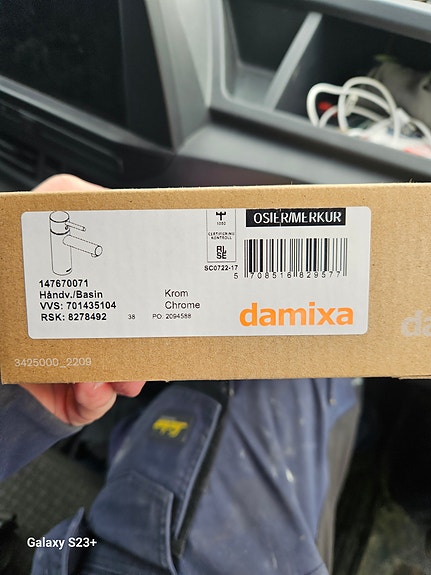 OSIER/MERKUR
1002
CERTIFIERING
KONTROLL
RI
SE
SC0722-17
5 708516 829577
147670071
Håndv./Basin Krom
VVS: 701435104 Chrome
RSK: 8278492 38 PO: 2094588
damixa
3425000_2209
Galaxy S23+